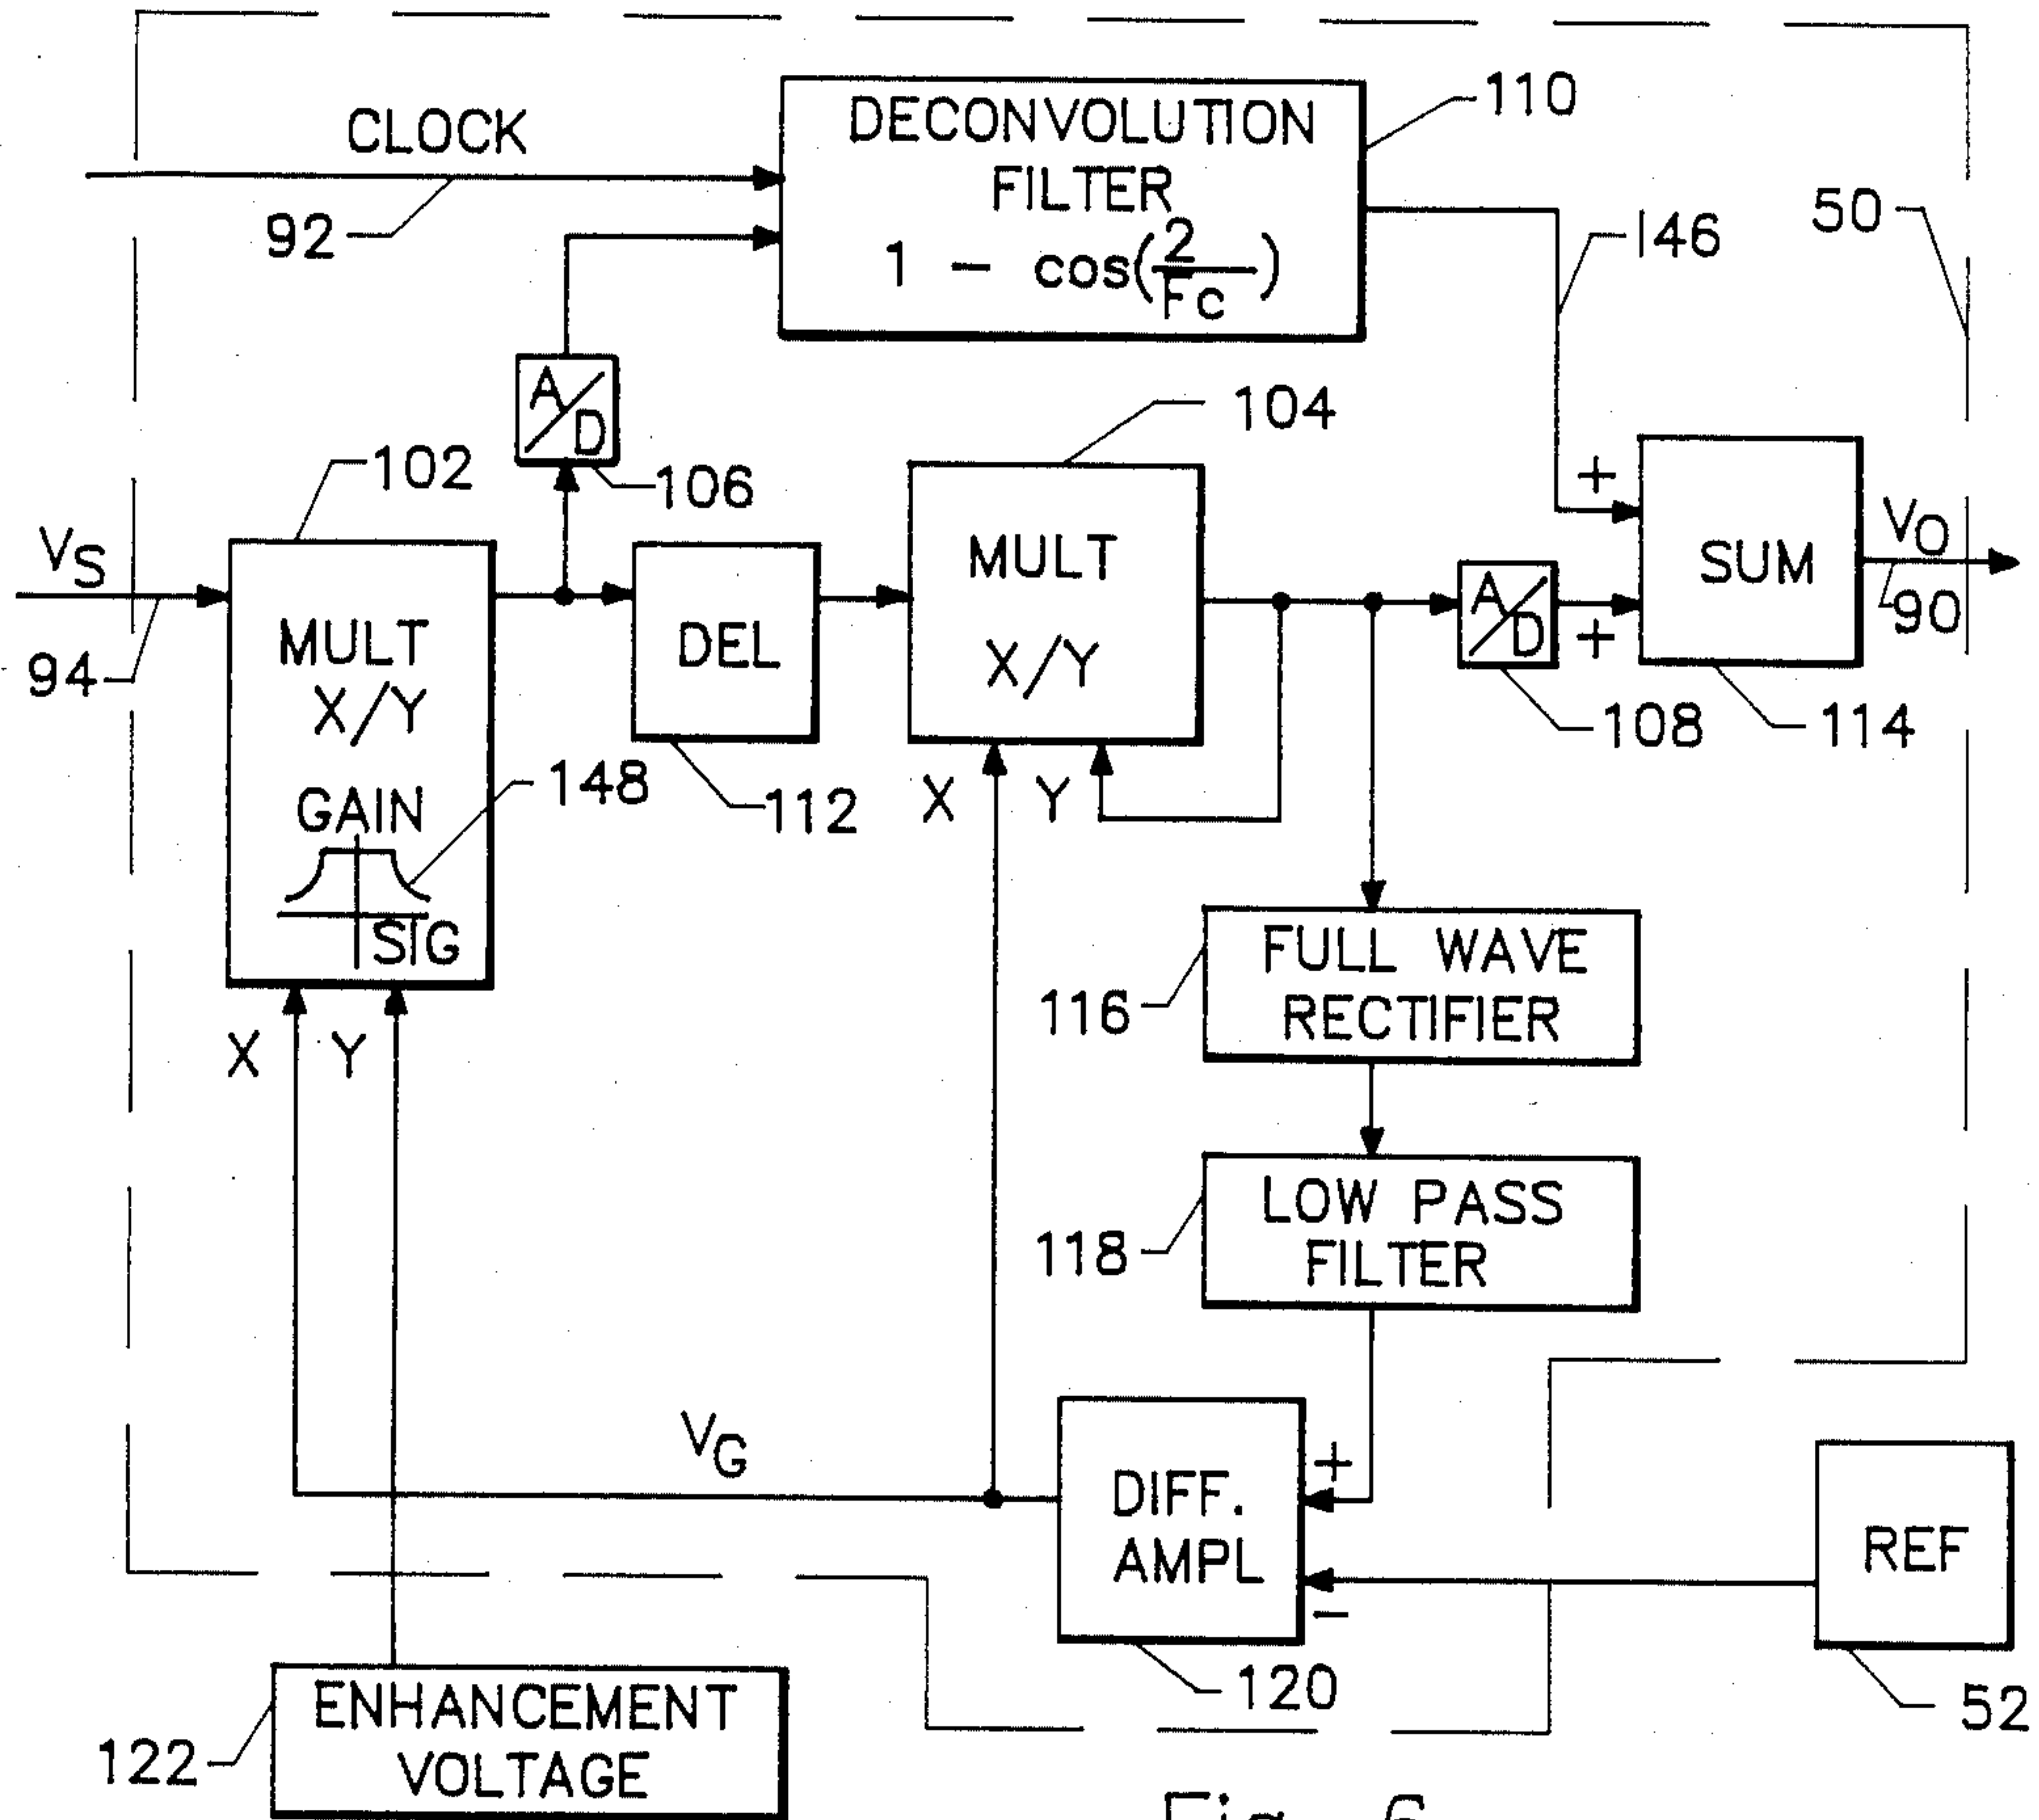 CLOCK
92
DECONVOLUTION
FILTER
1 - cos(2/Fc)
110
146
50
A/D
106
102
104
VS
94
MULT
X/Y
GAIN
148
SIG
X Y
DEL
112
MULT
X/Y
X Y
A/D
108
+
+
SUM
114
VO
90
FULL WAVE
RECTIFIER
116
LOW PASS
FILTER
118
VG
DIFF.
AMPL
+
-
120
REF
52
ENHANCEMENT
VOLTAGE
122
Fig. 6